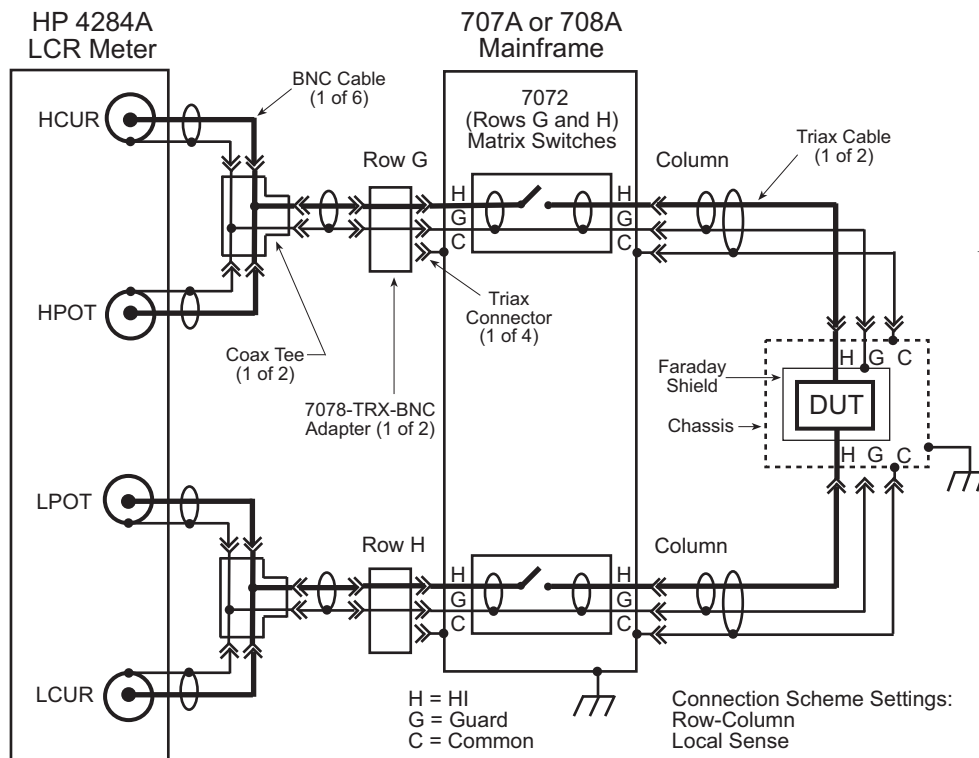 HP 4284A
LCR Meter
707A or 708A
Mainframe
BNC Cable
(1 of 6)
7072
(Rows G and H)
Matrix Switches
Triax Cable
(1 of 2)
HCUR
Row G
Column
H
G
C
H
G
C
HPOT
Triax
Connector
(1 of 4)
Coax Tee
(1 of 2)
7078-TRX-BNC
Adapter (1 of 2)
Faraday
Shield
Chassis
H G C
DUT
H G C
LPOT
Row H
Column
H
G
C
H
G
C
LCUR
H = HI
G = Guard
C = Common
Connection Scheme Settings:
Row-Column
Local Sense